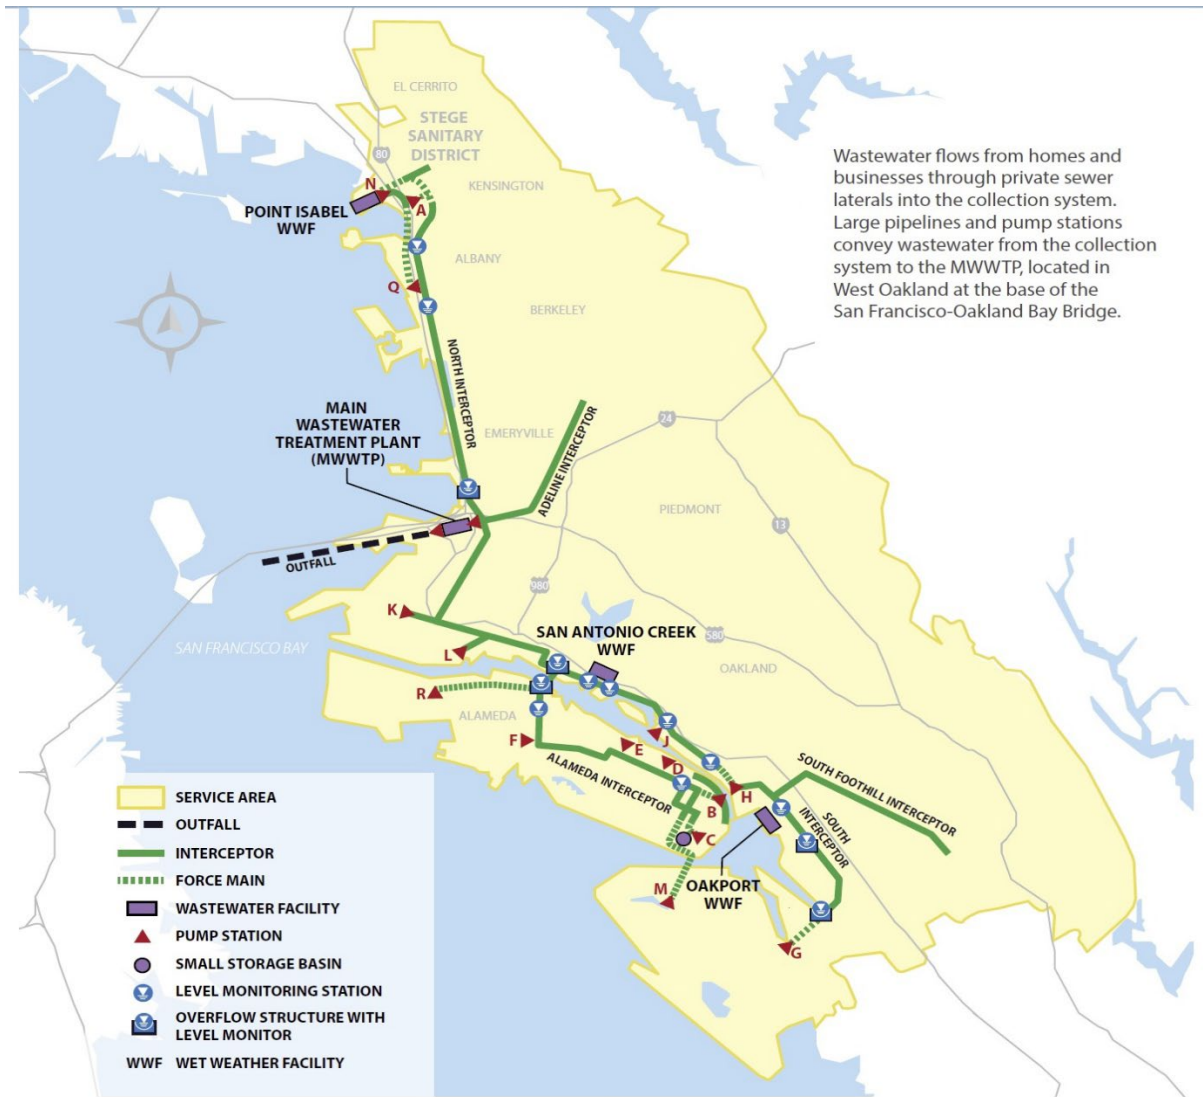 EL CERRITO
STEGE
SANITARY
DISTRICT
80
KENSINGTON
N
A
POINT ISABEL
WWF
ALBANY
Q
BERKELEY
Wastewater flows from homes and
businesses through private sewer
laterals into the collection system.
Large pipelines and pump stations
convey wastewater from the collection
system to the MWWTP, located in
West Oakland at the base of the
San Francisco-Oakland Bay Bridge.
NORTH INTERCEPTOR
MAIN
WASTEWATER
TREATMENT PLANT
(MWWTP)
EMERYVILLE
ADELINE INTERCEPTOR
24
PIEDMONT
13
OUTFALL
980
K
SAN ANTONIO CREEK
WWF
580
SAN FRANCISCO BAY
L
OAKLAND
R
ALAMEDA
F
E
J
D
ALAMEDA INTERCEPTOR
H
B
SOUTH FOOTHILL INTERCEPTOR
SOUTH
INTERCEPTOR
C
M
OAKPORT
WWF
G
SERVICE AREA
OUTFALL
INTERCEPTOR
FORCE MAIN
WASTEWATER FACILITY
PUMP STATION
SMALL STORAGE BASIN
LEVEL MONITORING STATION
OVERFLOW STRUCTURE WITH
LEVEL MONITOR
WWF WET WEATHER FACILITY